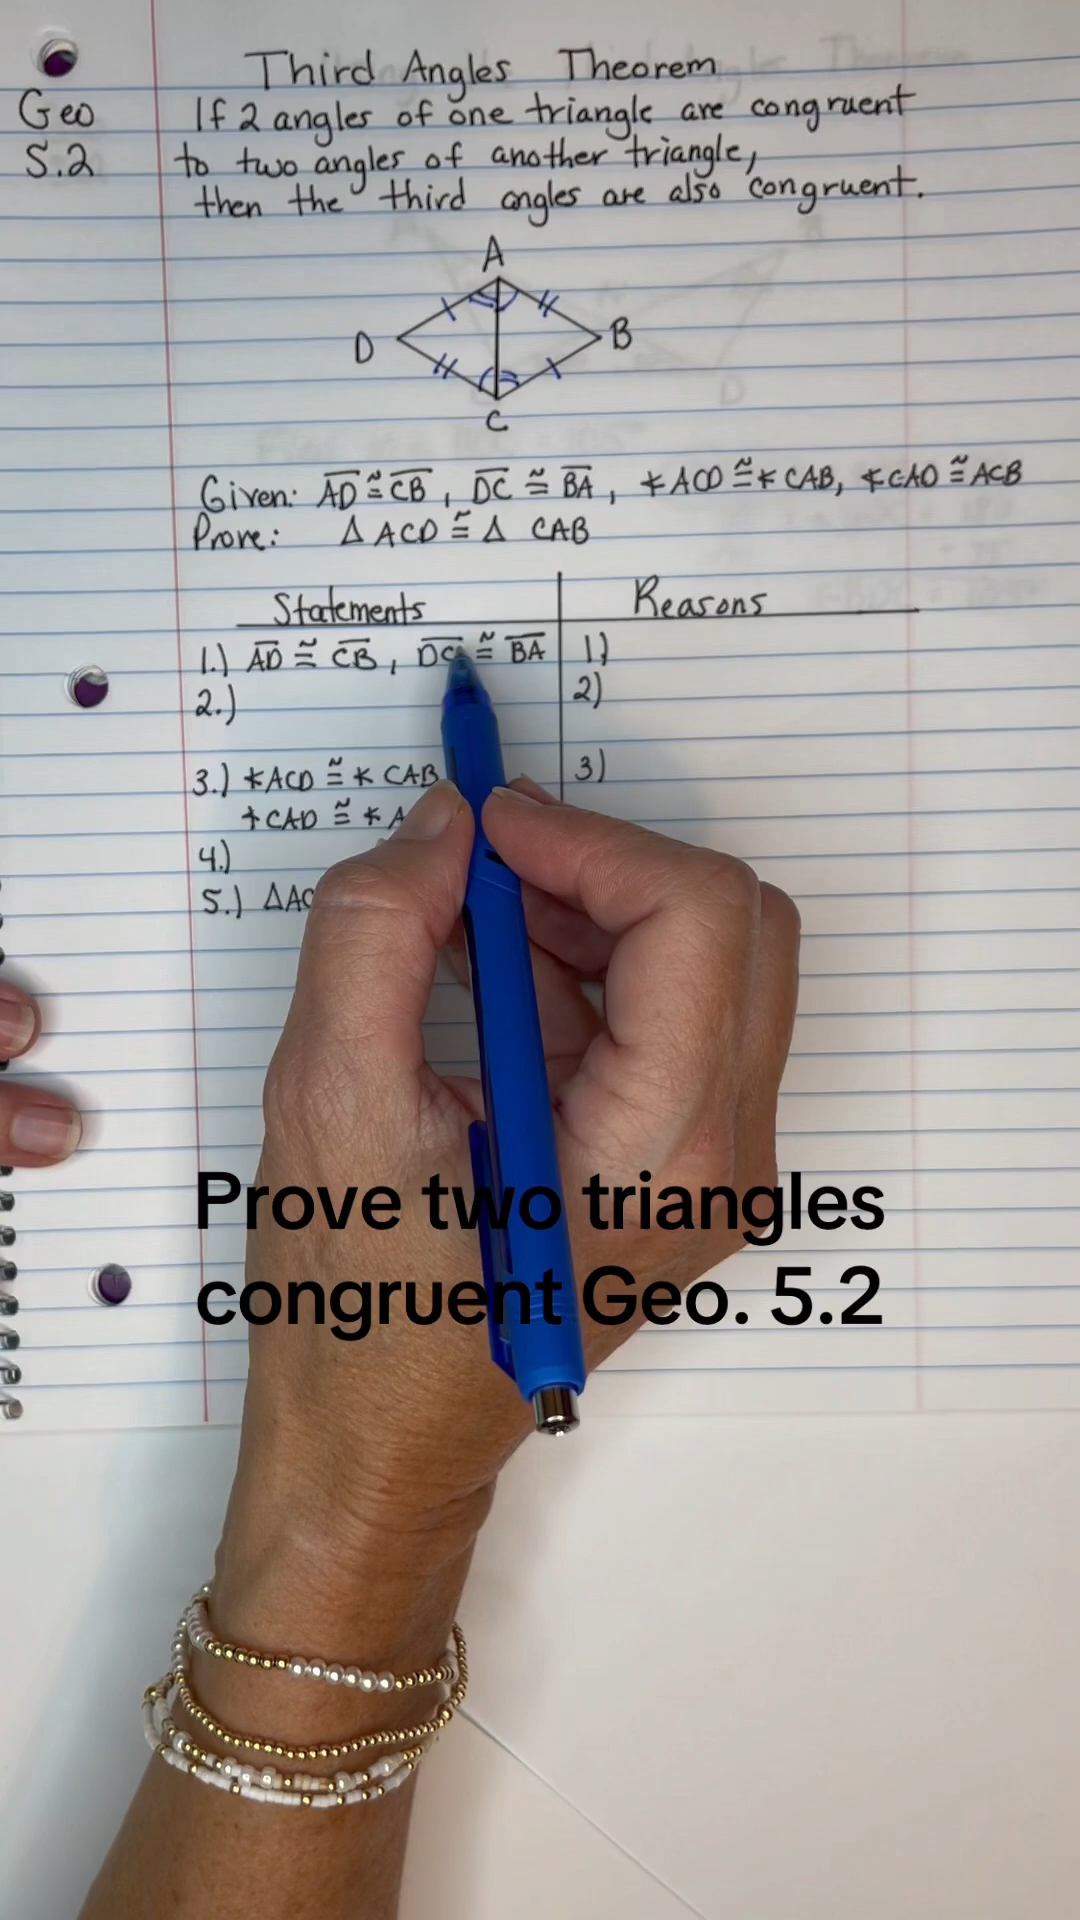 Third Angles Theorem
Geo
5.2
If 2 angles of one triangle are congruent
to two angles of another triangle,
then the third angles are also congruent.
A
D
B
C
Given: AD ≅ CB, DC ≅ BA, ∠ACD ≅ ∠CAB, ∠CAD ≅ ACB
Prove: Δ ACD ≅ Δ CAB
Statements
Reasons
1.) AD ≅ CB, DC ≅ BA
1)
2.)
2)
3.) ∠ACD ≅ ∠ CAB
3)
∠CAD ≅ ∠ A
4.)
5.) ΔAC
Prove two triangles
congruent Geo. 5.2